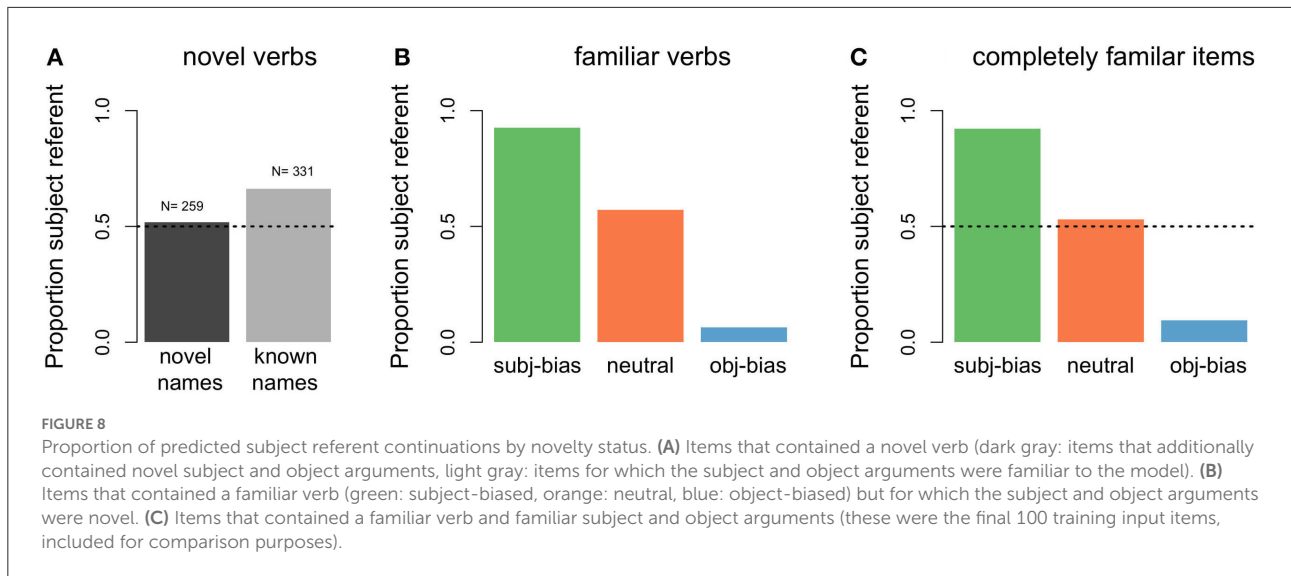 A novel verbs
Proportion subject referent
1.0
0.5
0.0
N= 259
N= 331
novel names
known names
B familiar verbs
Proportion subject referent
1.0
0.5
0.0
subj-bias neutral obj-bias
C completely familar items
Proportion subject referent
1.0
0.5
0.0
subj-bias neutral obj-bias
FIGURE 8
Proportion of predicted subject referent continuations by novelty status. (A) Items that contained a novel verb (dark gray: items that additionally
contained novel subject and object arguments, light gray: items for which the subject and object arguments were familiar to the model). (B)
Items that contained a familiar verb (green: subject-biased, orange: neutral, blue: object-biased) but for which the subject and object arguments
were novel. (C) Items that contained a familiar verb and familiar subject and object arguments (these were the final 100 training input items,
included for comparison purposes).